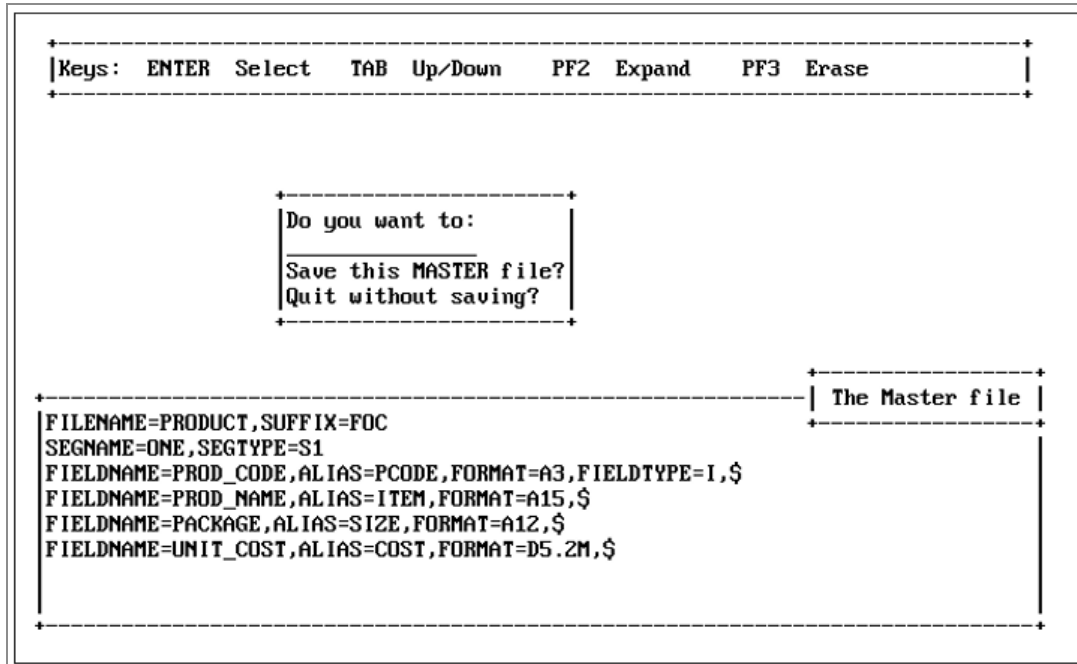 Keys: ENTER Select TAB Up/Down PF2 Expand PF3 Erase
Do you want to:
Save this MASTER file?
Quit without saving?
The Master file
FILENAME=PRODUCT,SUFFIX=FOC
SEGNAME=ONE,SEGTYPE=S1
FIELDNAME=PROD_CODE,ALIAS=PCODE,FORMAT=A3,FIELDTYPE=I,$
FIELDNAME=PROD_NAME,ALIAS=ITEM,FORMAT=A15,$
FIELDNAME=PACKAGE,ALIAS=SIZE,FORMAT=A12,$
FIELDNAME=UNIT_COST,ALIAS=COST,FORMAT=D5.2M,$